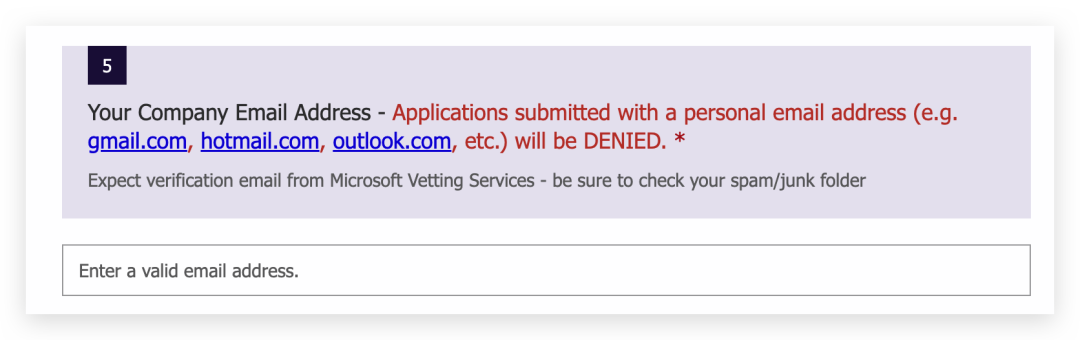 5
Your Company Email Address - Applications submitted with a personal email address (e.g.
gmail.com, hotmail.com, outlook.com, etc.) will be DENIED. *
Expect verification email from Microsoft Vetting Services - be sure to check your spam/junk folder
Enter a valid email address.